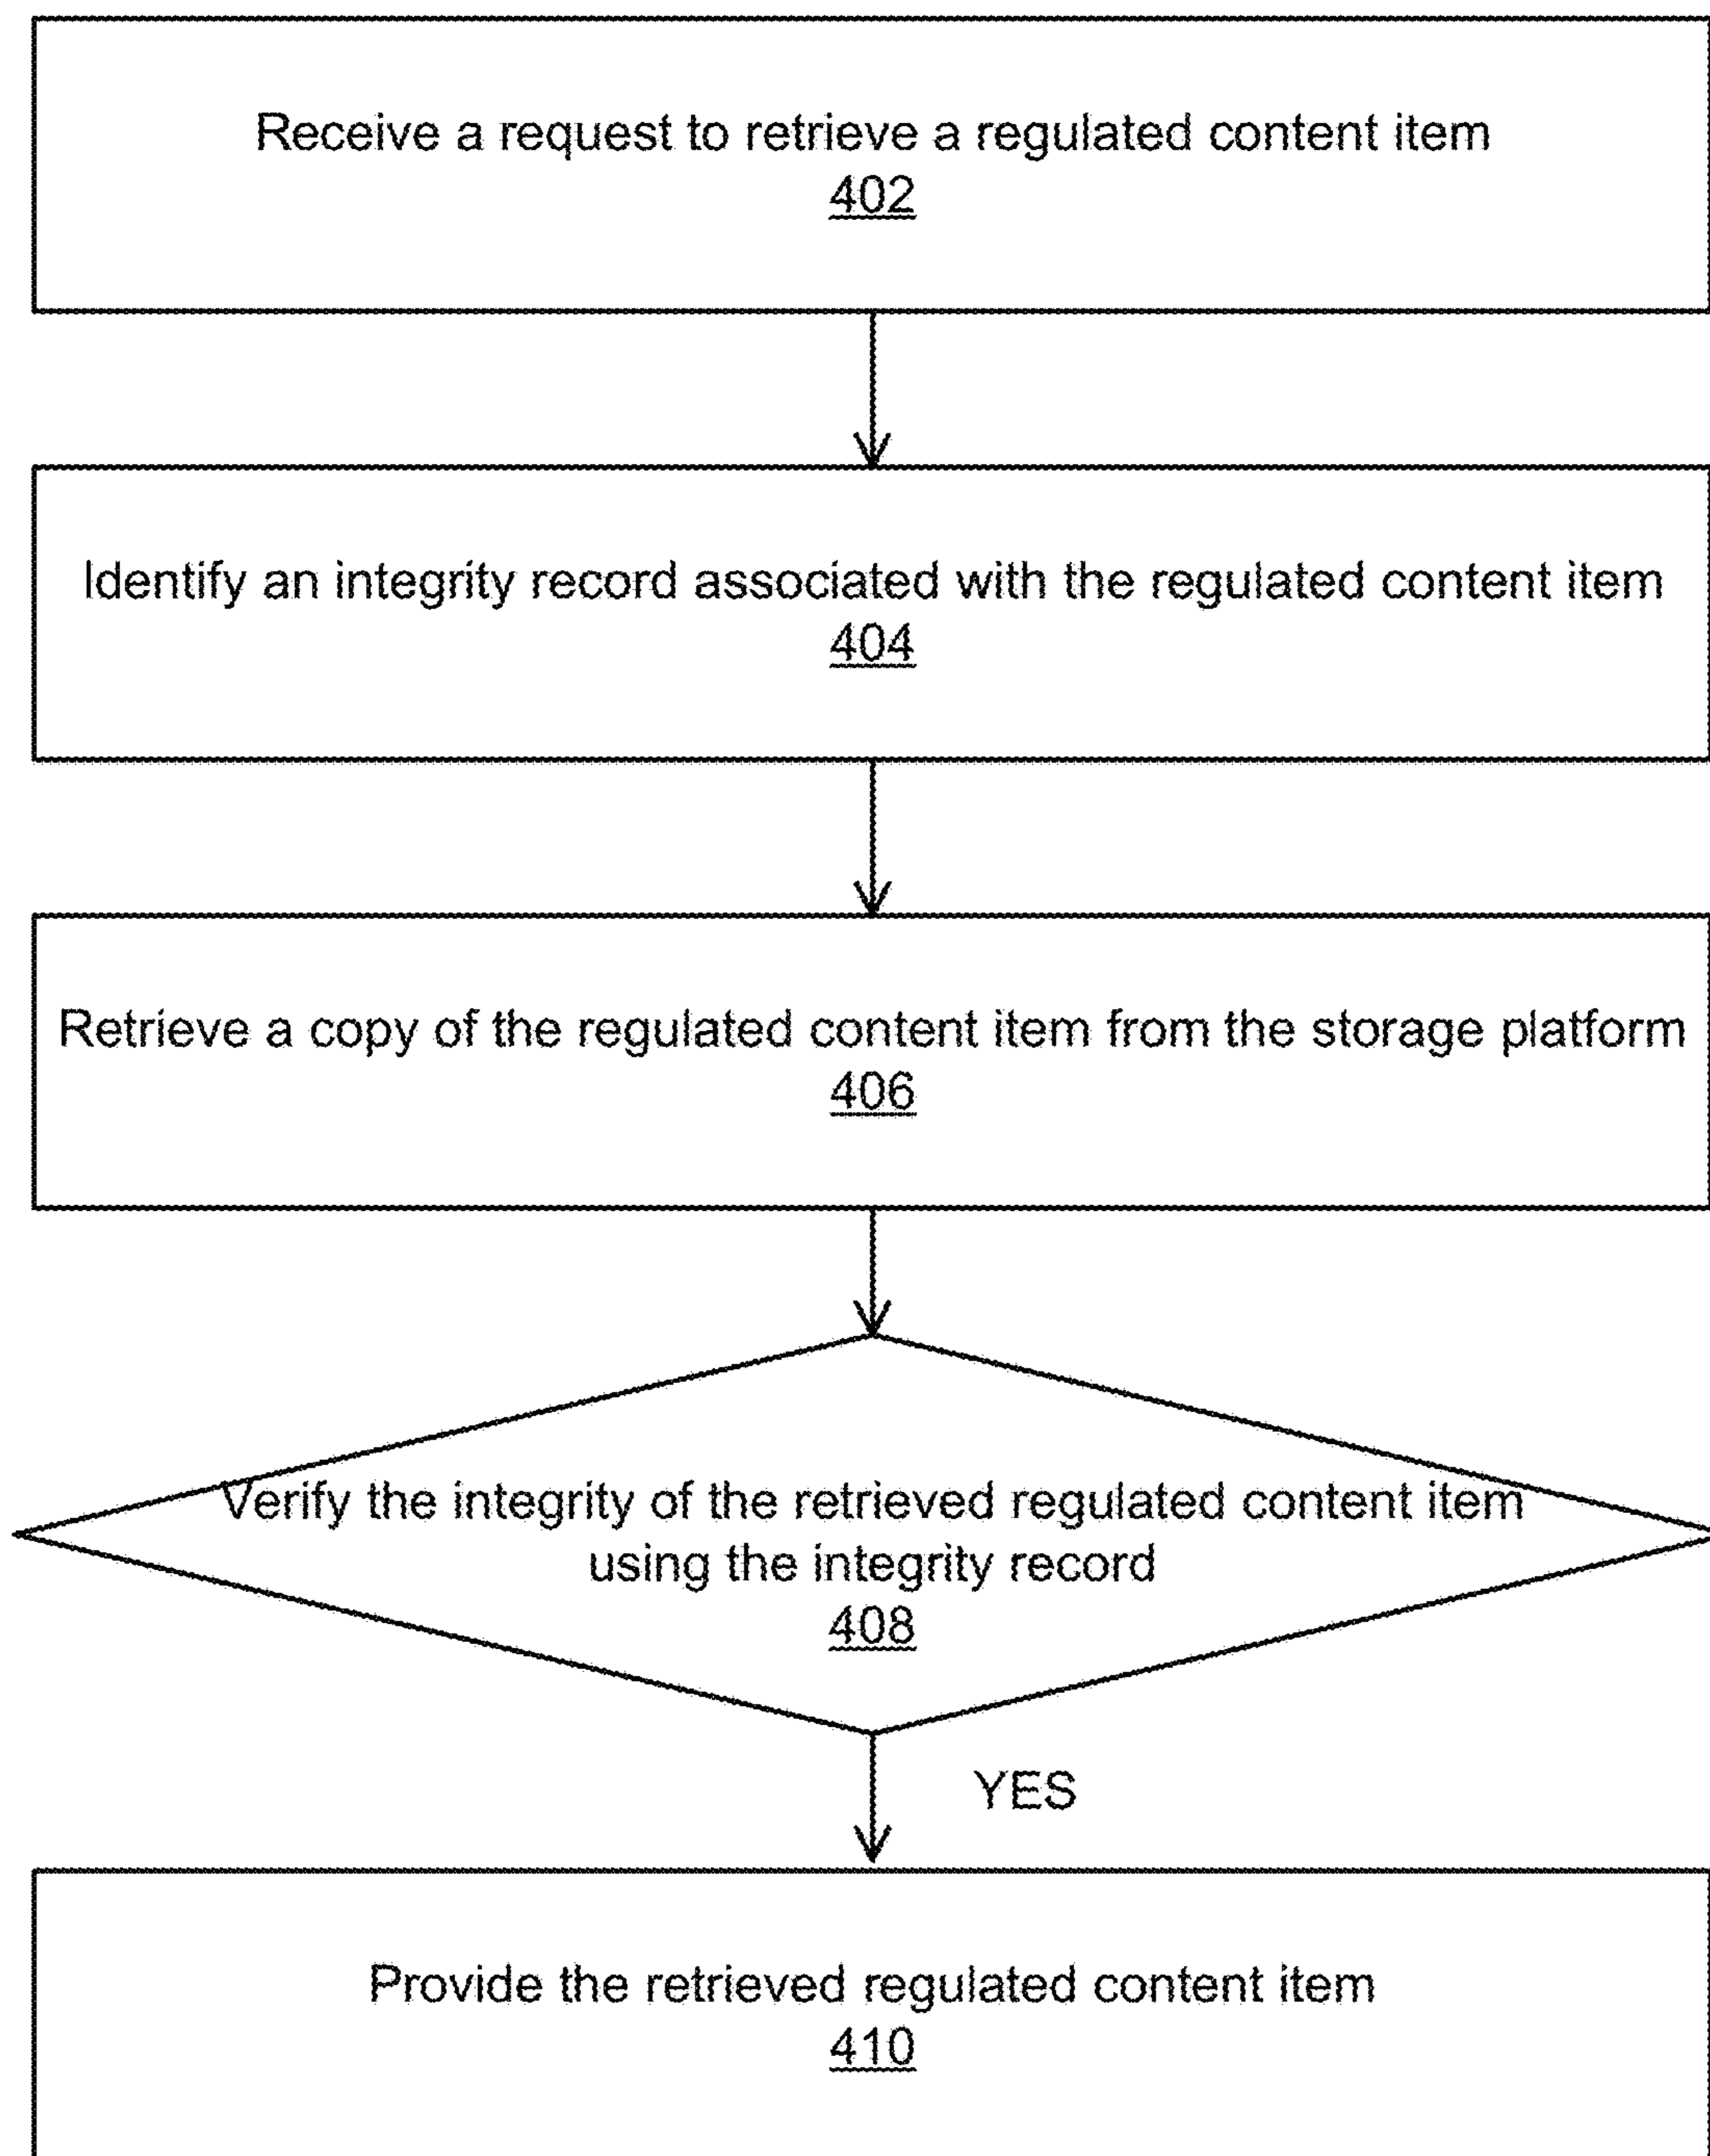 Receive a request to retrieve a regulated content item
402
Identify an integrity record associated with the regulated content item
404
Retrieve a copy of the regulated content item from the storage platform
406
Verify the integrity of the retrieved regulated content item
using the integrity record
408
YES
Provide the retrieved regulated content item
410